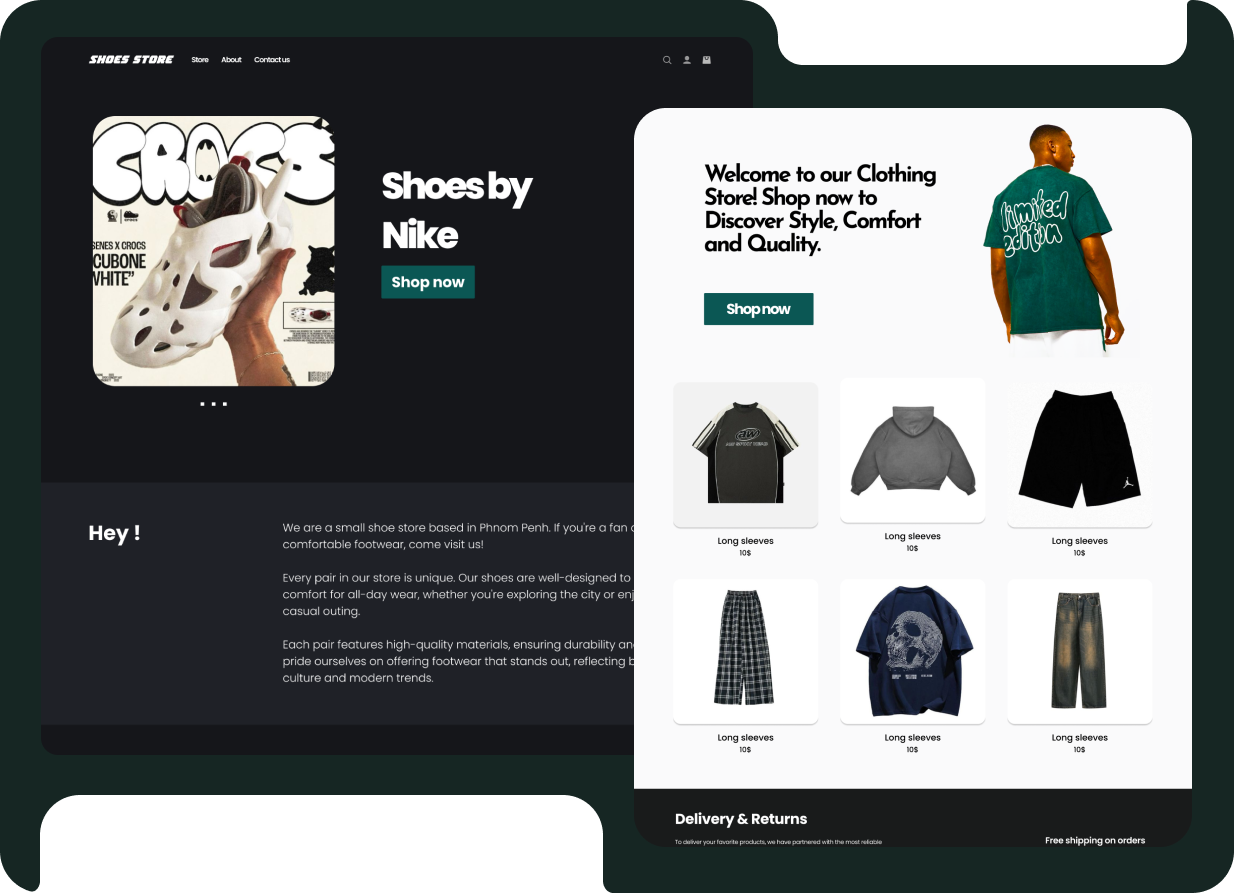 SHOES STORE
Store
About
Contact us
CROCS
SENES X CROCS
CUBONE
WHITE”
Shoes by
Nike
Shop now
Hey !
We are a small shoe store based in Phnom Penh. If you're a fan
comfortable footwear, come visit us!
Every pair in our store is unique. Our shoes are well-designed to
comfort for all-day wear, whether you're exploring the city or
casual outing.
Each pair features high-quality materials, ensuring durability
pride ourselves on offering footwear that stands out, reflecting
culture and modern trends.
Welcome to our Clothing
Store! Shop now to
Discover Style, Comfort
and Quality.
Shop now
limited
edition
Long sleeves
10$
Long sleeves
10$
Long sleeves
10$
Long sleeves
10$
Long sleeves
10$
Long sleeves
10$
Delivery & Returns
To deliver your favorite products, we have partnered with the most reliable
Free shipping on orders